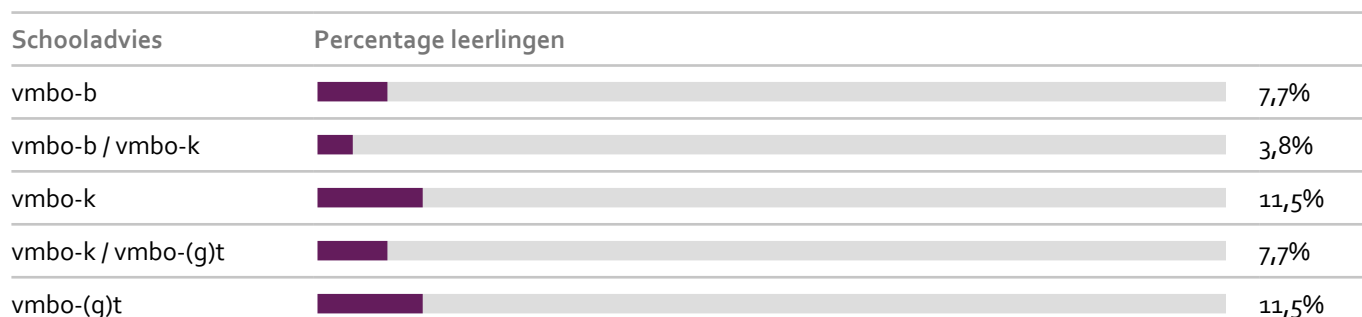 Schooladvies Percentage leerlingen
vmbo-b 7,7%
vmbo-b / vmbo-k 3,8%
vmbo-k 11,5%
vmbo-k / vmbo-(g)t 7,7%
vmbo-(g)t 11,5%